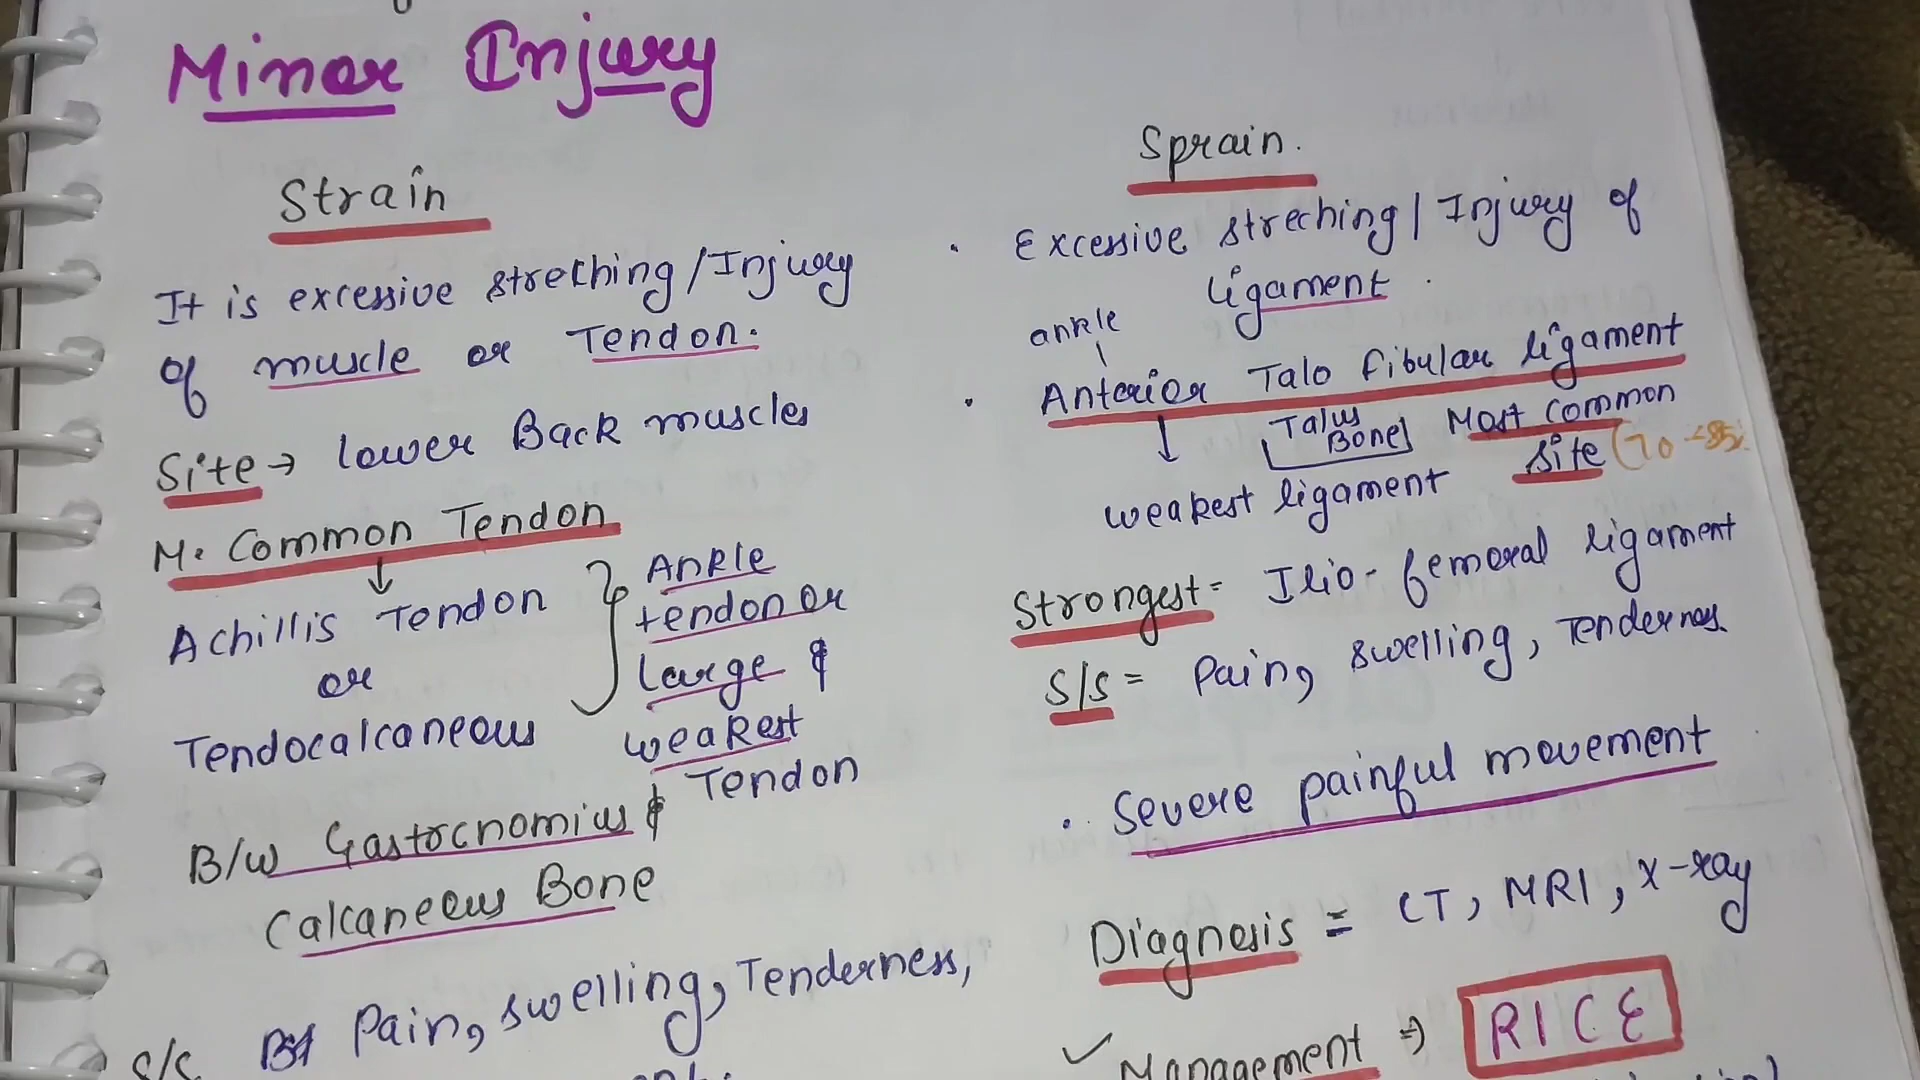 Minor Injury
Strain
It is excessive streching/Injury
of muscle or Tendon.
Site → lower Back muscles
M. Common Tendon
↓
Achillis Tendon
or
Tendocalcaneous
Ankle
tendon or
large &
weakest
Tendon
B/w Gastrocnomius &
Calcaneous Bone
S/S Pain, swelling, Tenderness,
Sprain.
• Excessive streching/Injury of
ligament.
ankle
• Anterior Talo fibular ligament
↓
Talus
Bone
Most common
site (70-85%
weakest ligament
Strongest = Ilio-femoral ligament
S/S = Pain, swelling, Tenderness
• Severe painful movement
Diagnosis = CT, MRI, x-ray
✓ Management ⇒ RICE